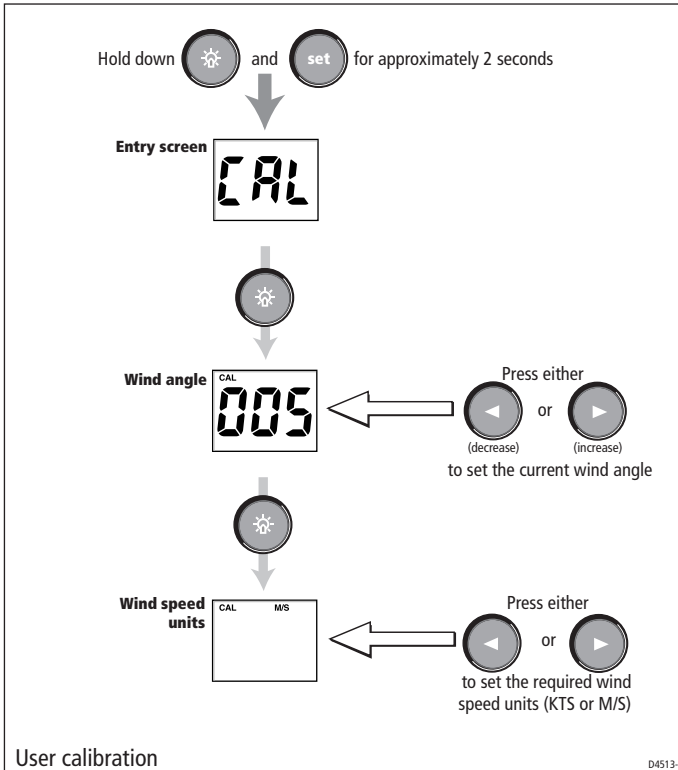 Hold down and set for approximately 2 seconds
Entry screen
CAL
Wind angle
CAL
005
Press either
or
(decrease) (increase)
to set the current wind angle
Wind speed
units
CAL M/S
Press either
or
to set the required wind
speed units (KTS or M/S)
User calibration
D4513-